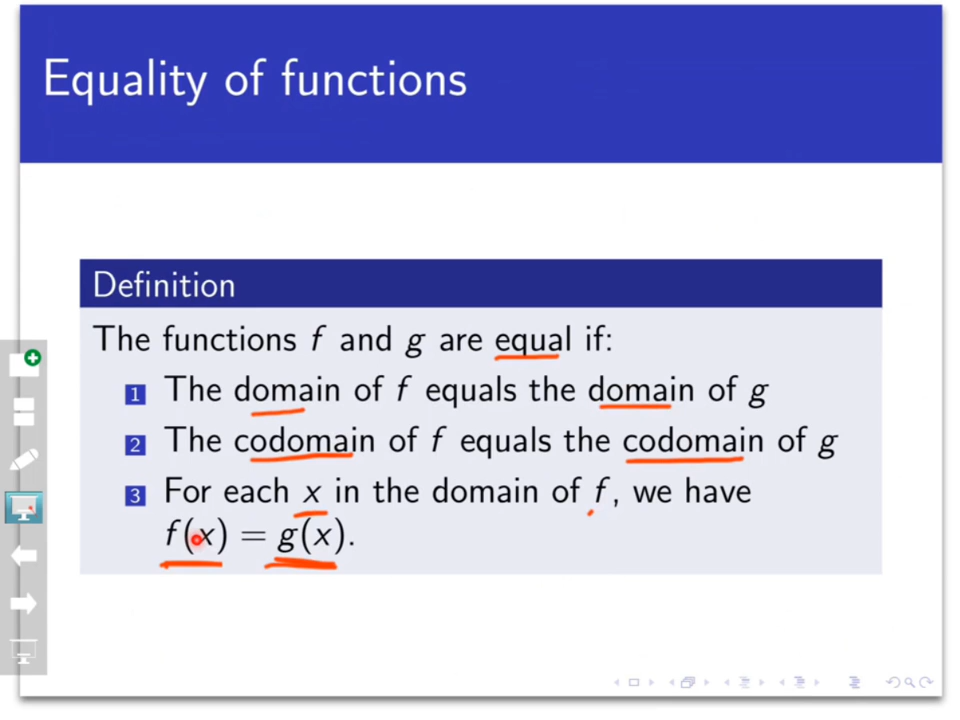 Equality of functions
Definition
The functions f and g are equal if:
1 The domain of f equals the domain of g
2 The codomain of f equals the codomain of g
3 For each x in the domain of f, we have
f(x) = g(x).